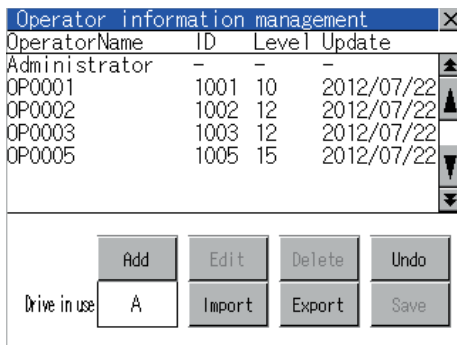 Operator information management ×
OperatorName ID Level Update
Administrator - - -
OP0001 1001 10 2012/07/22
OP0002 1002 12 2012/07/22
OP0003 1003 12 2012/07/22
OP0005 1005 15 2012/07/22
Add Edit Delete Undo
Drive in use A Import Export Save